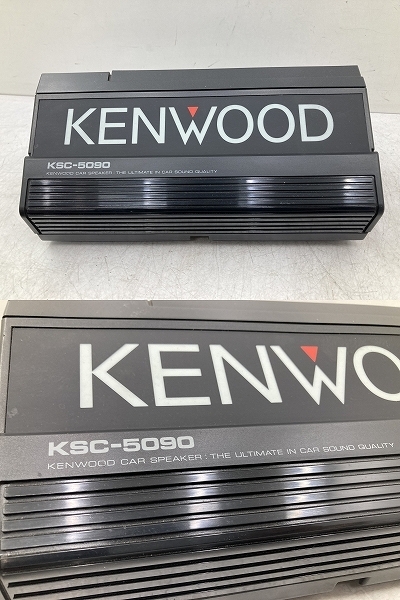 KENWOOD
KSC-5090
KENWOOD CAR SPEAKER : THE ULTIMATE IN CAR SOUND QUALITY
KENWO
KSC-5090
KENWOOD CAR SPEAKER : THE ULTIMATE IN CAR SOUND QUALITY